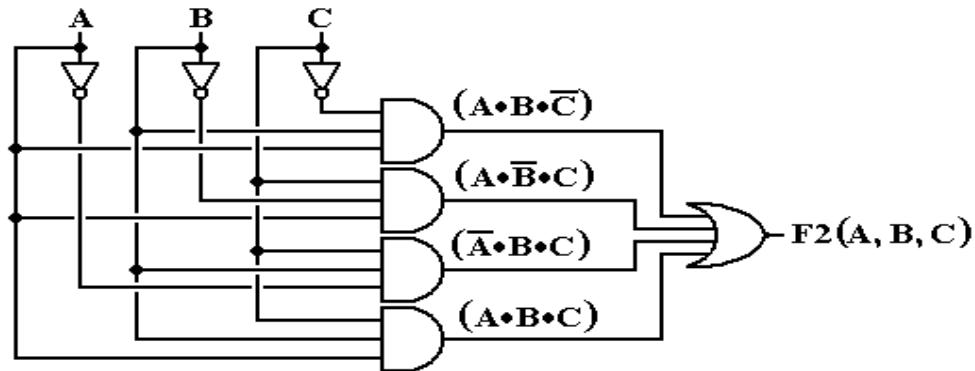 A B C
(A•B•C̅)
(A•B̅•C)
(A̅•B•C)
(A•B•C)
F2(A, B, C)